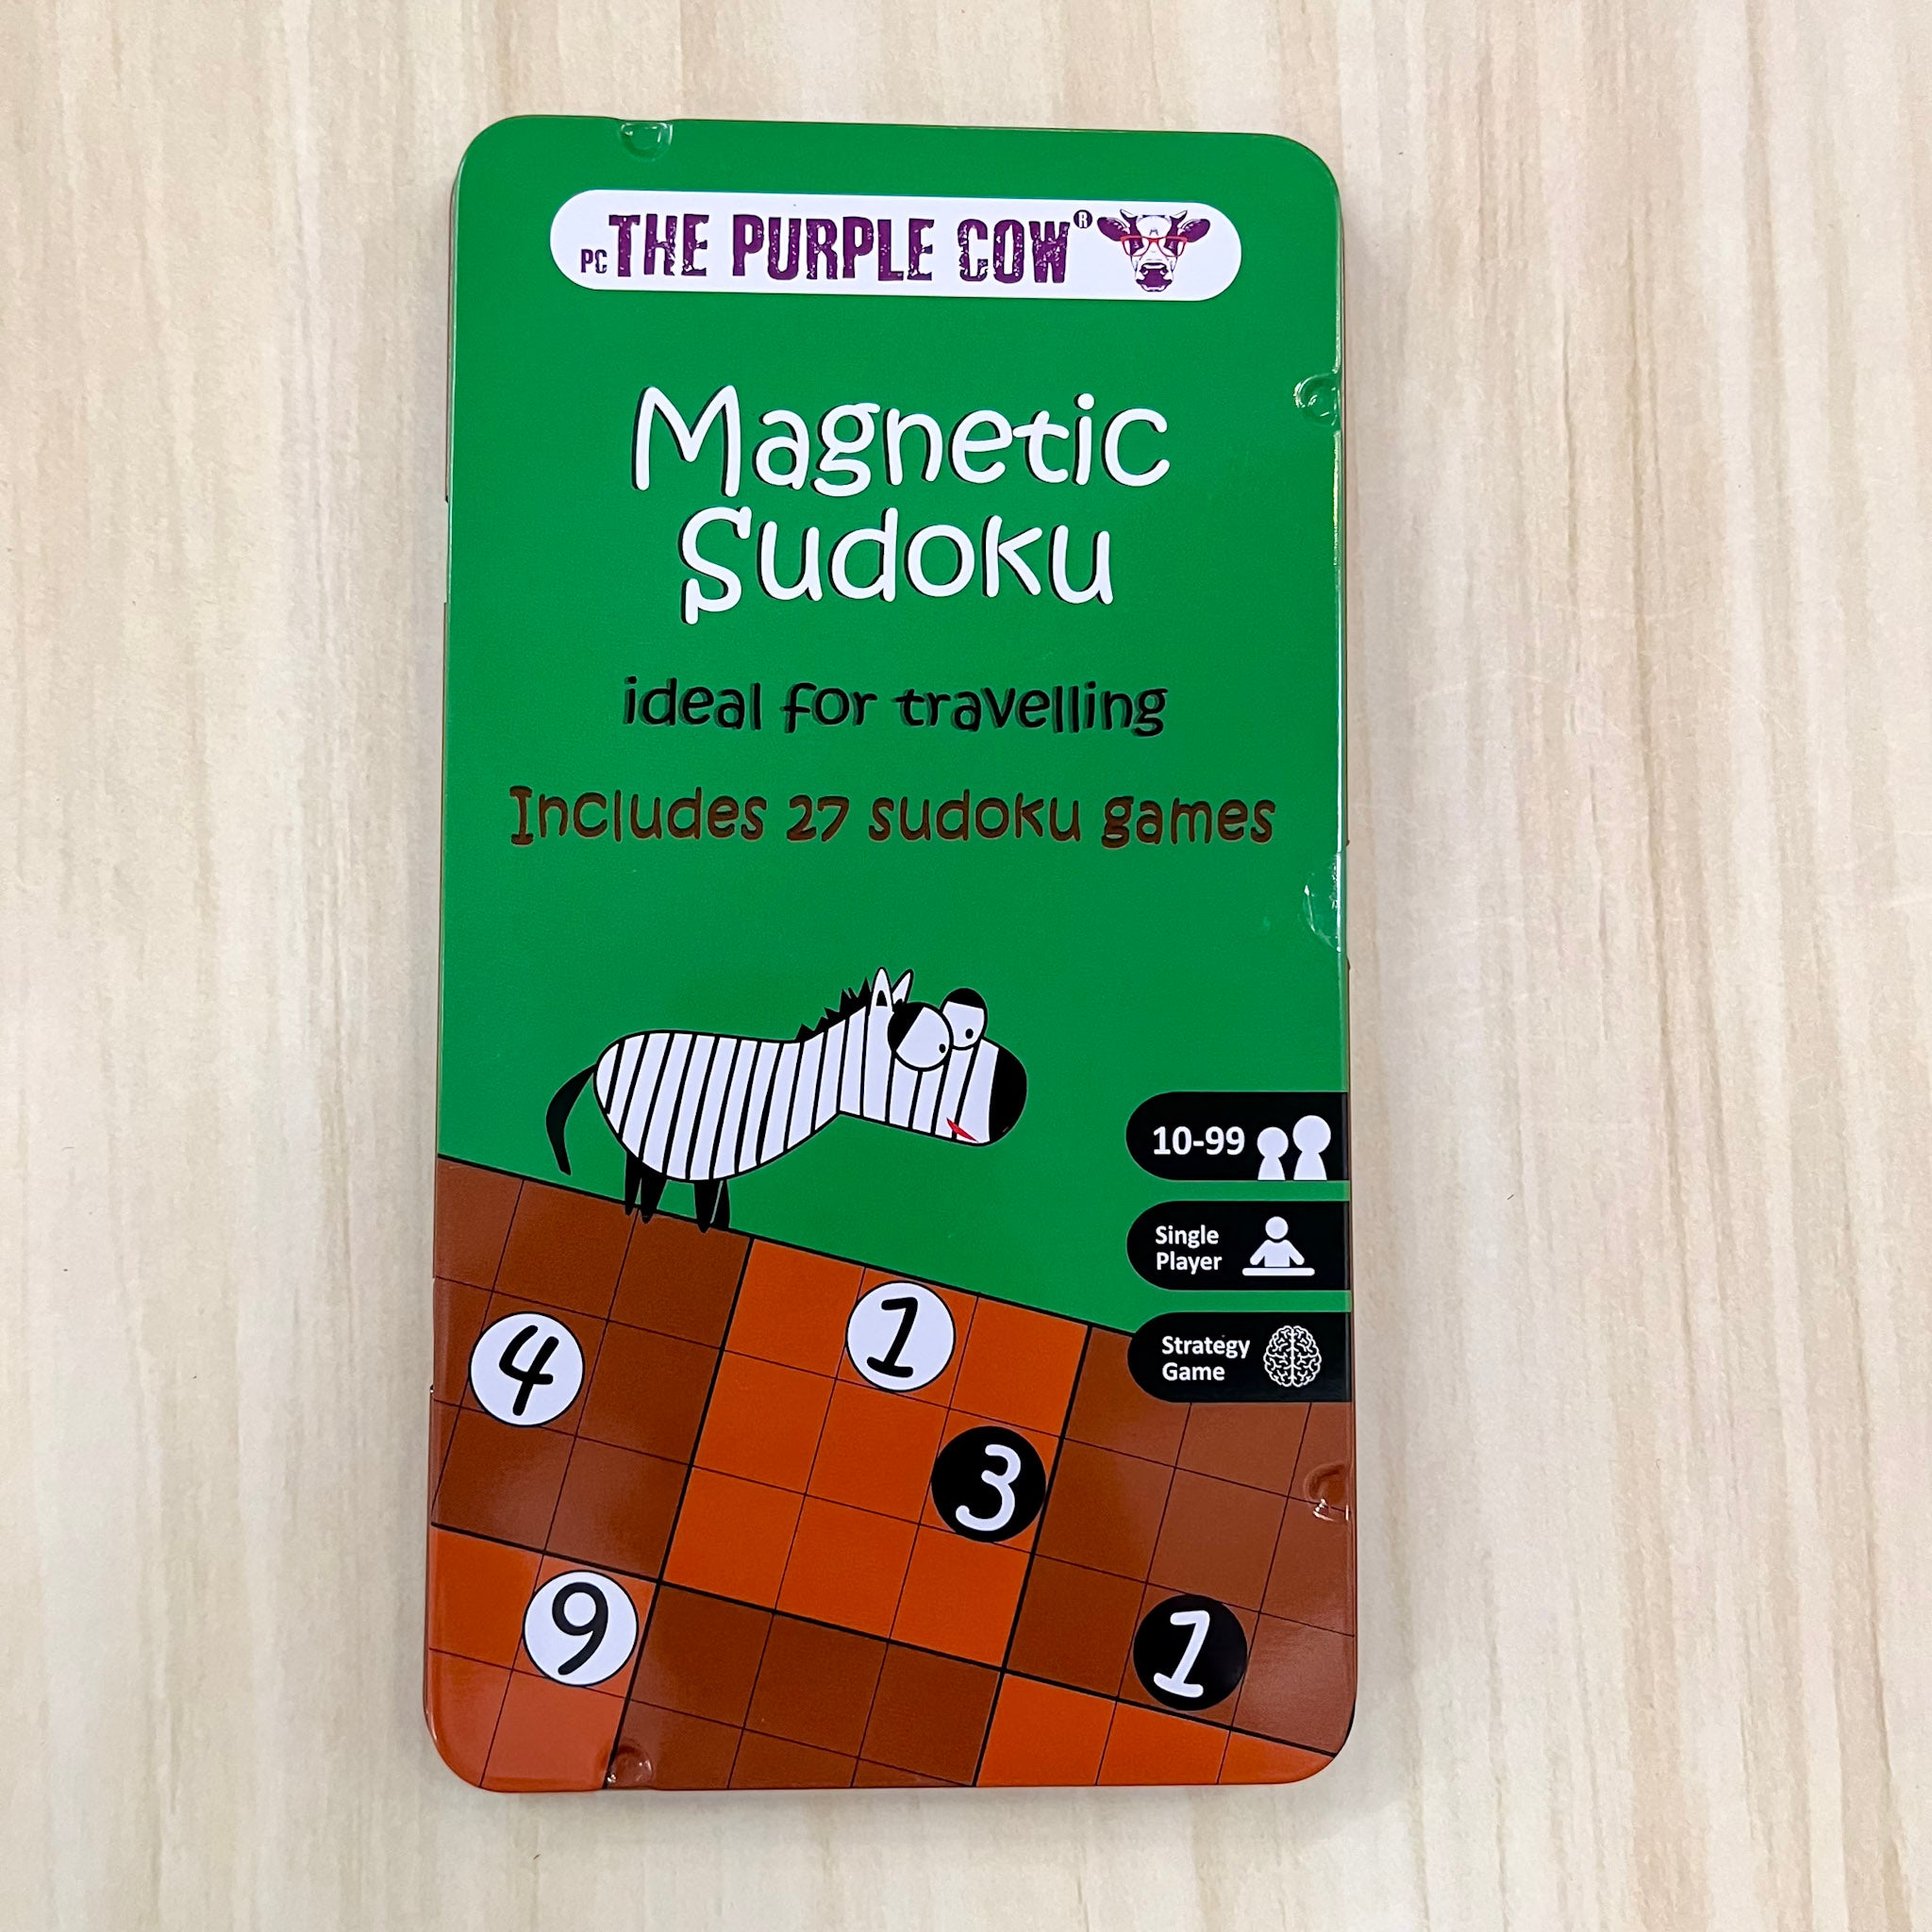 PC THE PURPLE COW®
Magnetic
Sudoku
ideal for travelling
Includes 27 sudoku games
10-99
Single
Player
Strategy
Game
4
1
3
9
1